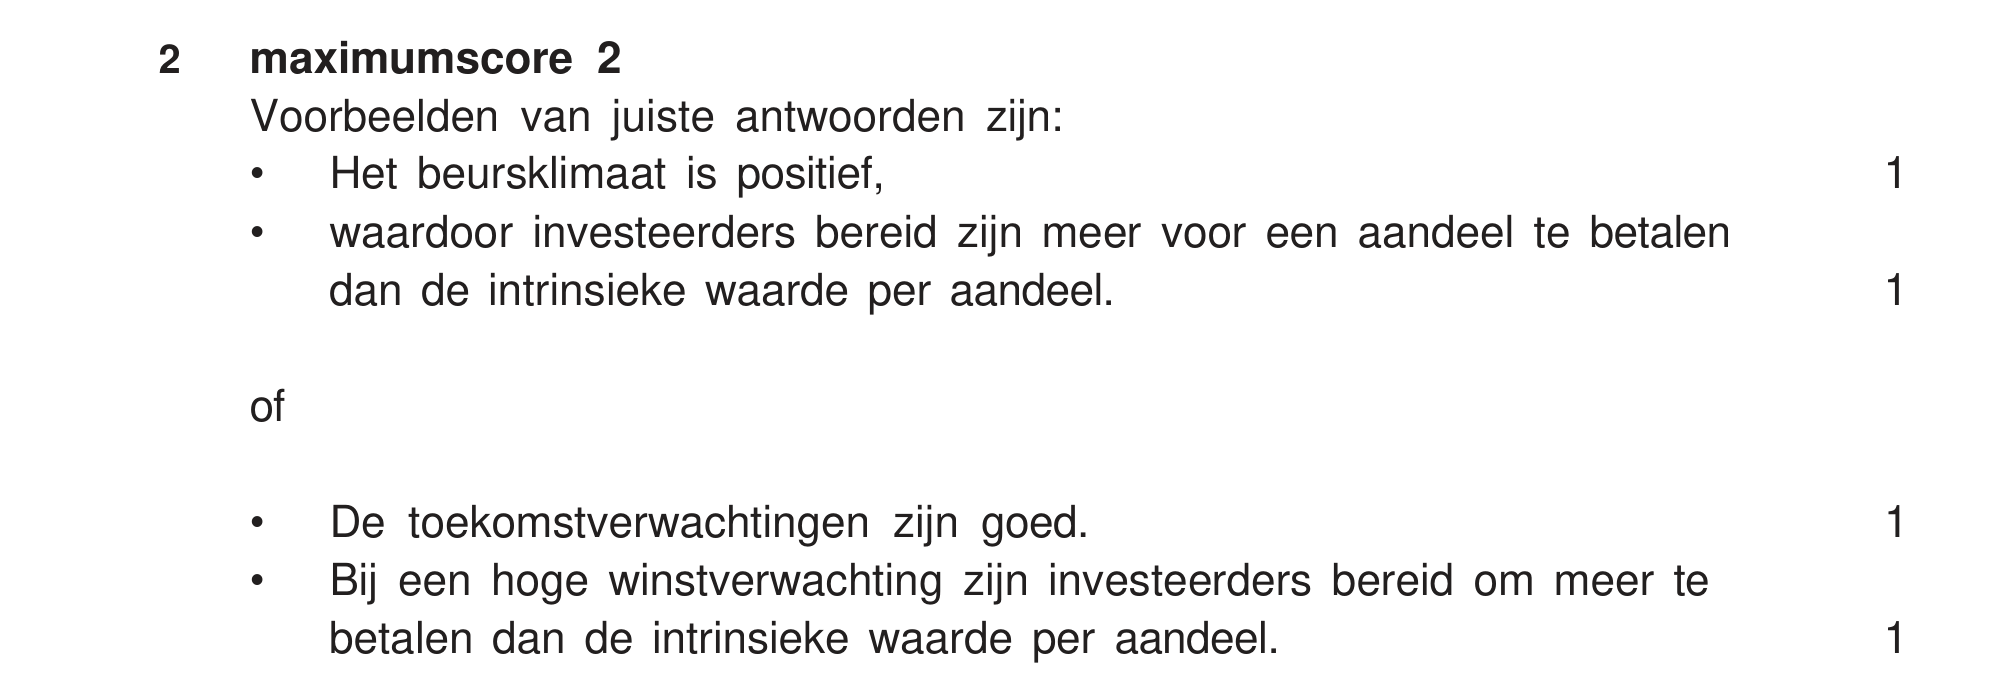 2 maximumscore 2
Voorbeelden van juiste antwoorden zijn:
• Het beursklimaat is positief, 1
• waardoor investeerders bereid zijn meer voor een aandeel te betalen
dan de intrinsieke waarde per aandeel. 1
of
• De toekomstverwachtingen zijn goed. 1
• Bij een hoge winstverwachting zijn investeerders bereid om meer te
betalen dan de intrinsieke waarde per aandeel. 1